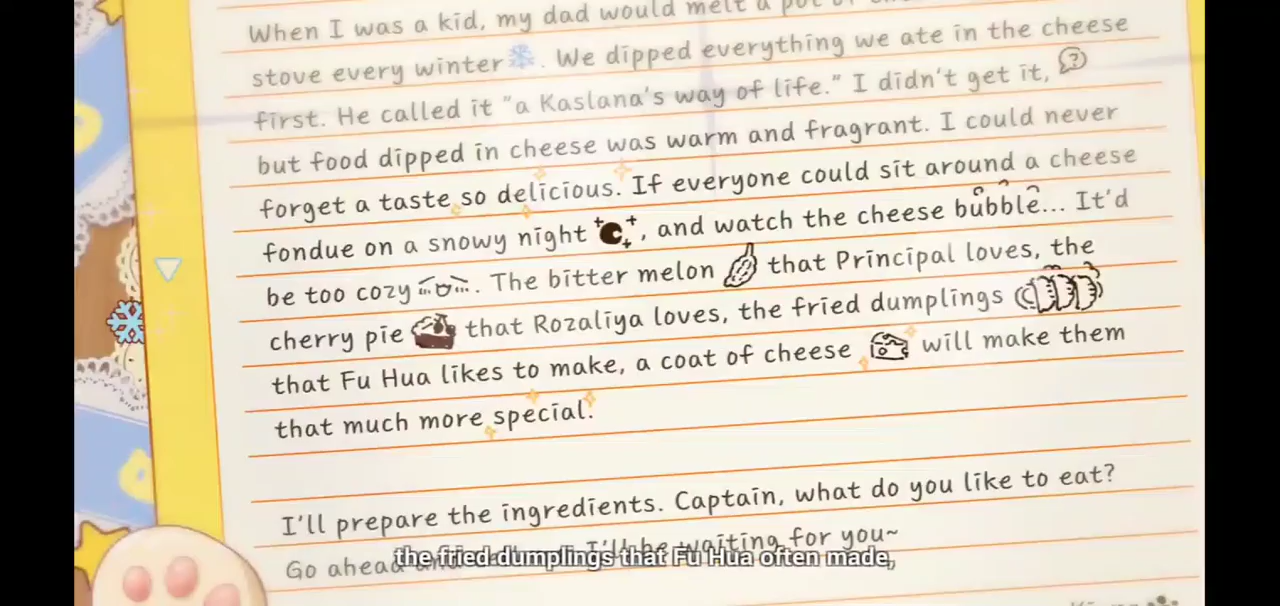 When I was a kid, my dad would melt a pot of
stove every winter. We dipped everything we ate in the cheese
first. He called it "a Kaslana's way of life." I didn't get it, ?
but food dipped in cheese was warm and fragrant. I could never
forget a taste so delicious. If everyone could sit around a cheese
fondue on a snowy night, and watch the cheese bubble... It'd
be too cozy. The bitter melon that Principal loves, the
cherry pie that Rozaliya loves, the fried dumplings
that Fu Hua likes to make, a coat of cheese will make them
that much more special.
I'll prepare the ingredients. Captain, what do you like to eat?
Go ahead I'll be waiting for you~
the fried dumplings that Fu Hua often made,